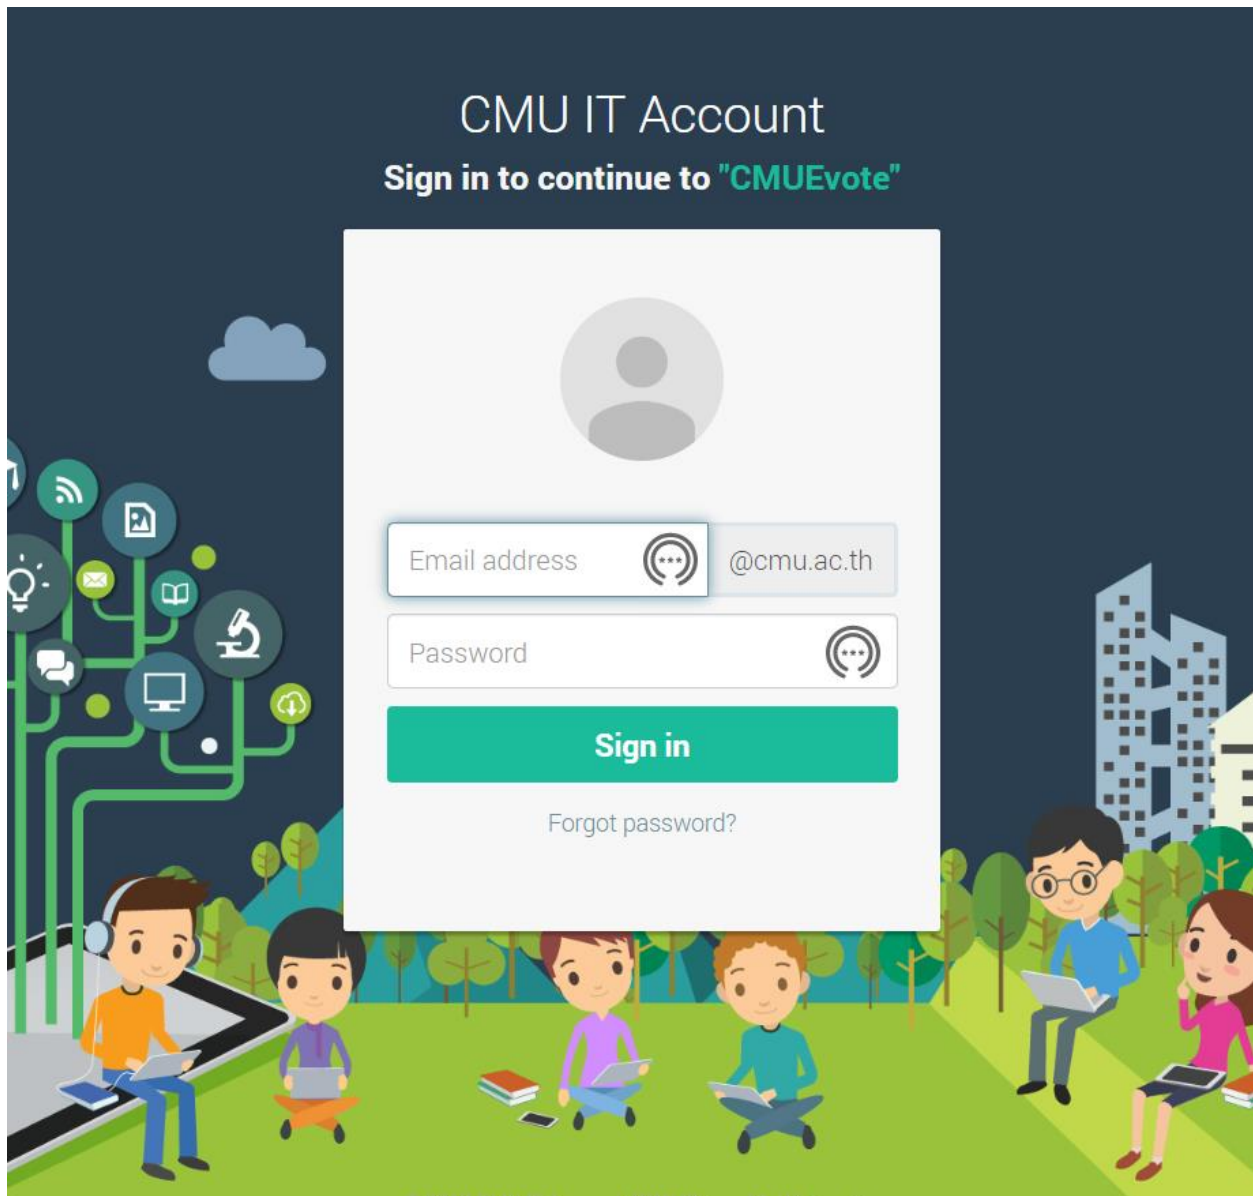 CMU IT Account
Sign in to continue to "CMUEvote"
Email address @cmu.ac.th
Password
Sign in
Forgot password?